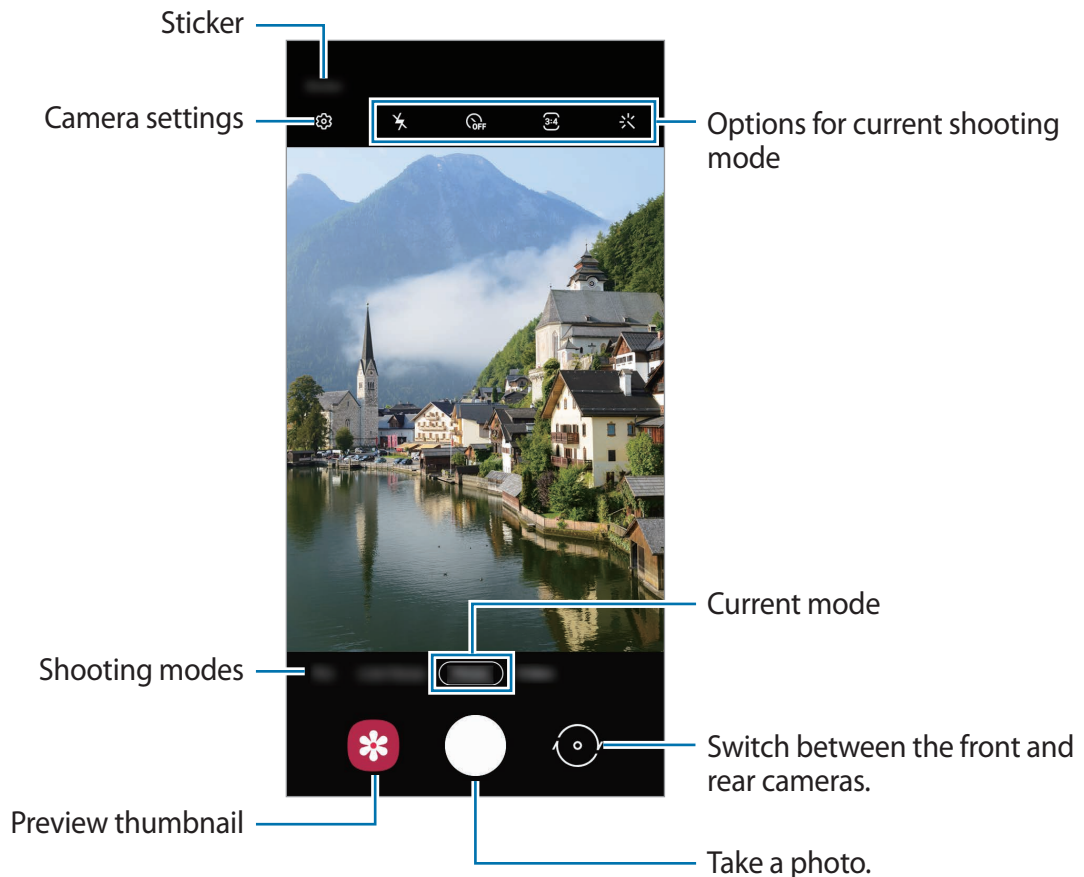 Sticker
Camera settings
OFF
3:4
Options for current shooting
mode
Current mode
Shooting modes
Switch between the front and
rear cameras.
Preview thumbnail
Take a photo.